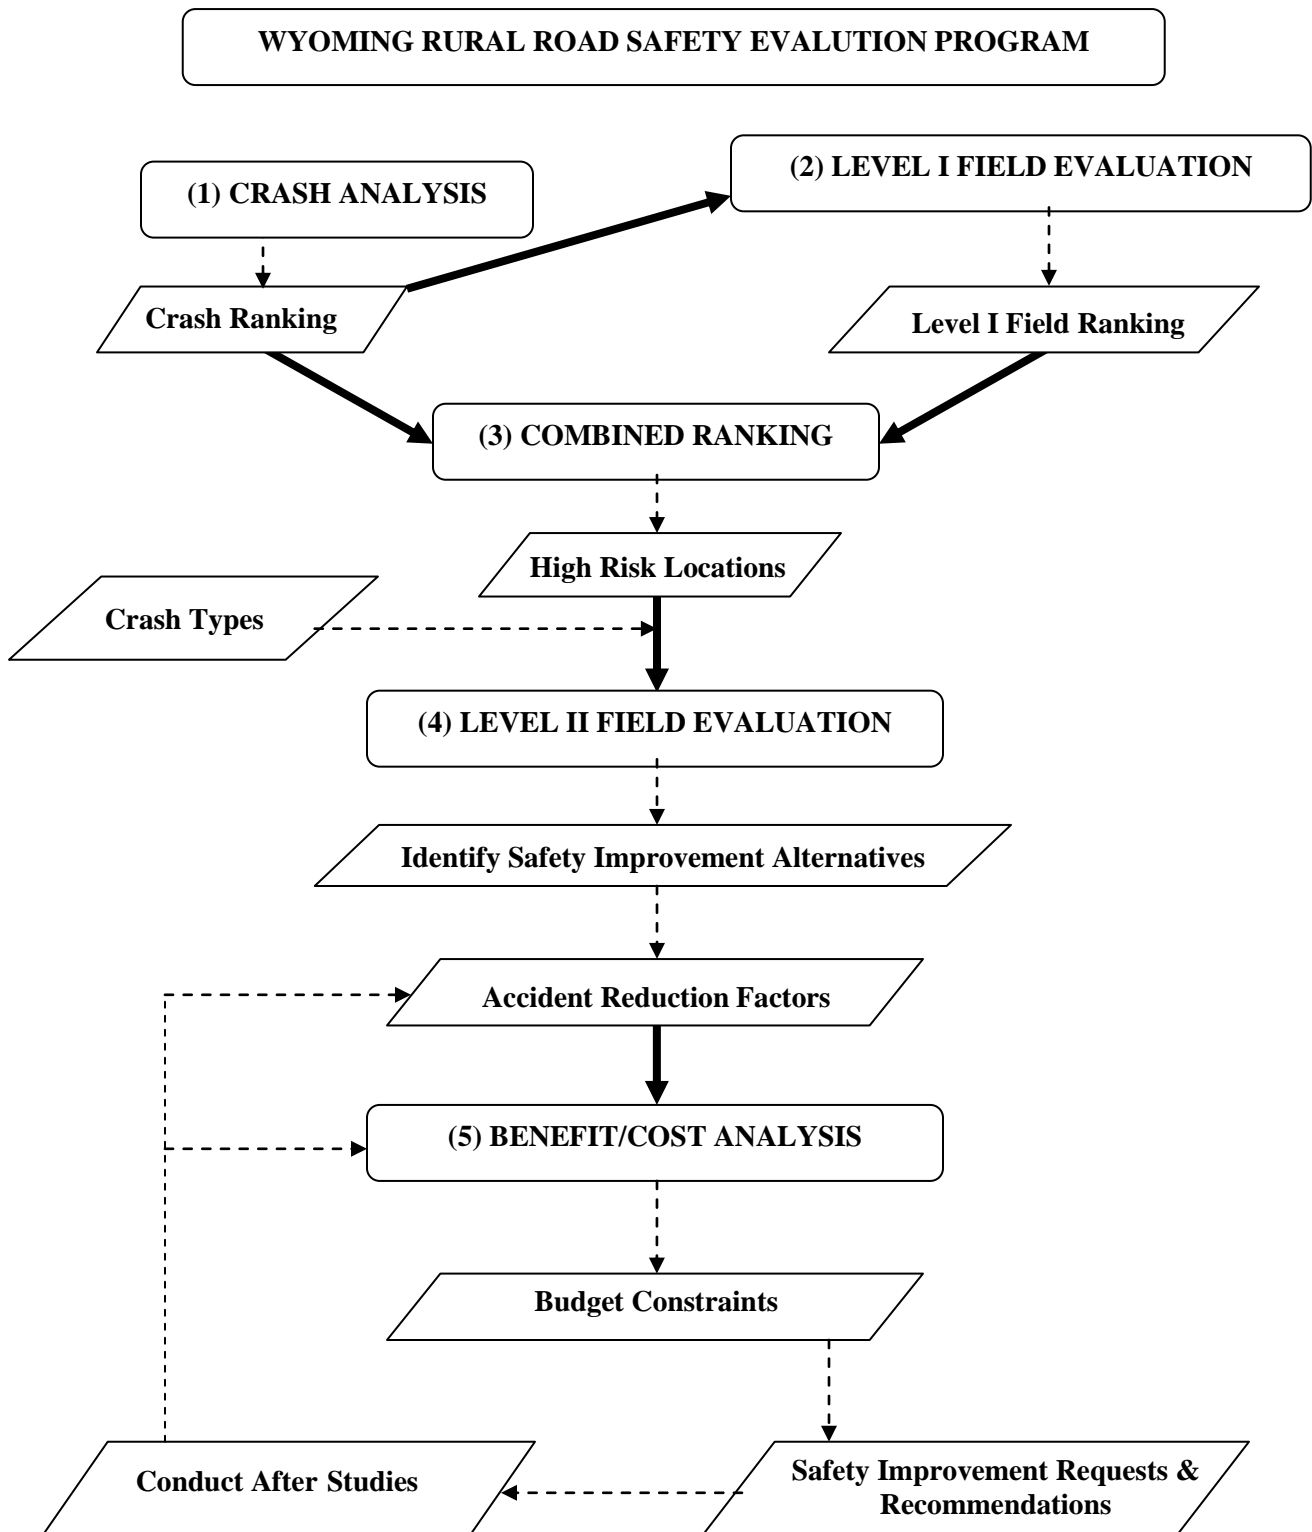 WYOMING RURAL ROAD SAFETY EVALUTION PROGRAM
(1) CRASH ANALYSIS
(2) LEVEL I FIELD EVALUATION
Crash Ranking
Level I Field Ranking
(3) COMBINED RANKING
High Risk Locations
Crash Types
(4) LEVEL II FIELD EVALUATION
Identify Safety Improvement Alternatives
Accident Reduction Factors
(5) BENEFIT/COST ANALYSIS
Budget Constraints
Conduct After Studies
Safety Improvement Requests &
Recommendations